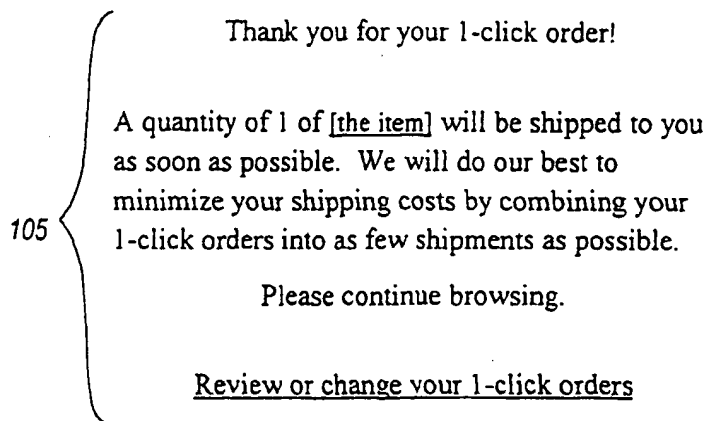 Thank you for your 1-click order!
A quantity of 1 of [the item] will be shipped to you
as soon as possible. We will do our best to
minimize your shipping costs by combining your
105
1-click orders into as few shipments as possible.
Please continue browsing.
Review or change your 1-click orders